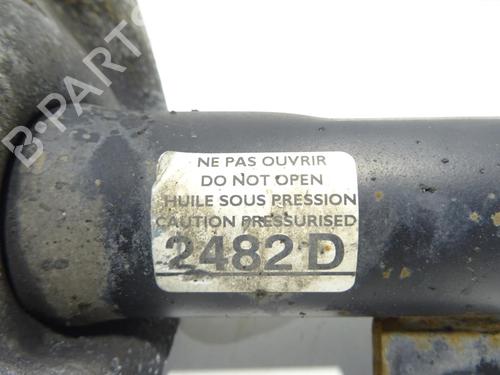 B-PARTS
NE PAS OUVRIR
DO NOT OPEN
HUILE SOUS PRESSION
CAUTION PRESSURISED
2482 D